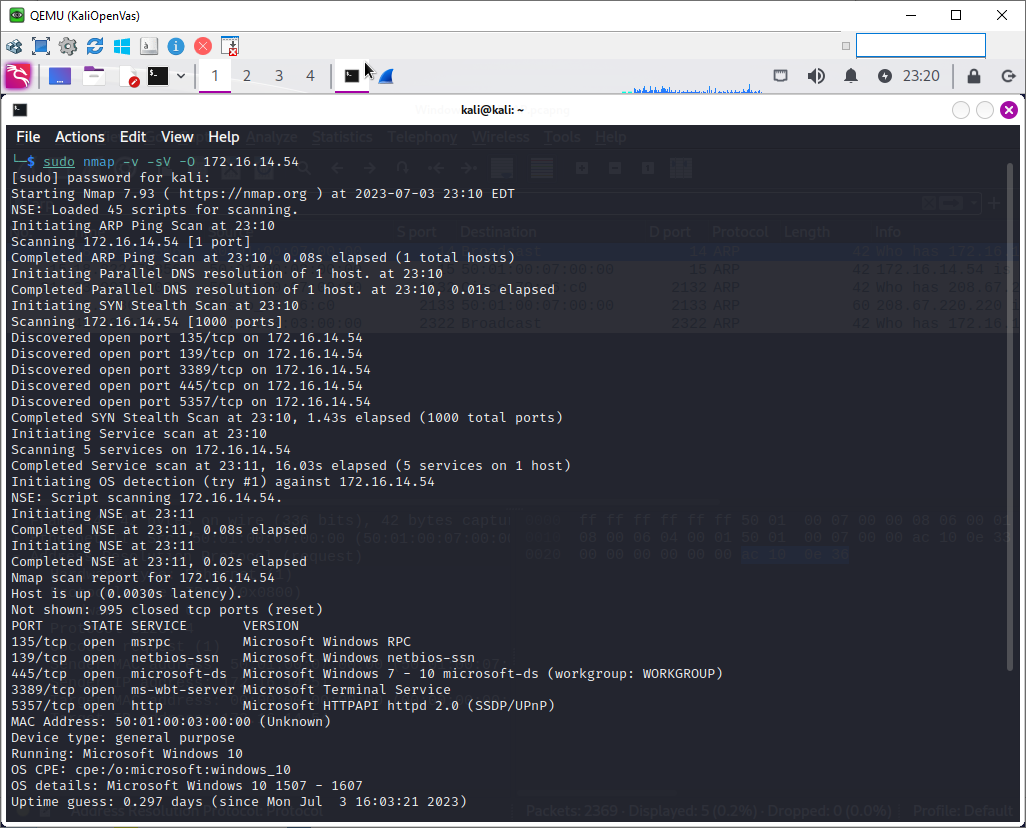 QEMU (KaliOpenVas)
1 2 3 4 23:20
kali@kali: ~
File Actions Edit View Help
└─$ sudo nmap -v -sV -O 172.16.14.54
[sudo] password for kali:
Starting Nmap 7.93 ( https://nmap.org ) at 2023-07-03 23:10 EDT
NSE: Loaded 45 scripts for scanning.
Initiating ARP Ping Scan at 23:10
Scanning 172.16.14.54 [1 port]
Completed ARP Ping Scan at 23:10, 0.08s elapsed (1 total hosts)
Initiating Parallel DNS resolution of 1 host. at 23:10
Completed Parallel DNS resolution of 1 host. at 23:10, 0.01s elapsed
Initiating SYN Stealth Scan at 23:10
Scanning 172.16.14.54 [1000 ports]
Discovered open port 135/tcp on 172.16.14.54
Discovered open port 139/tcp on 172.16.14.54
Discovered open port 3389/tcp on 172.16.14.54
Discovered open port 445/tcp on 172.16.14.54
Discovered open port 5357/tcp on 172.16.14.54
Completed SYN Stealth Scan at 23:10, 1.43s elapsed (1000 total ports)
Initiating Service scan at 23:10
Scanning 5 services on 172.16.14.54
Completed Service scan at 23:11, 16.03s elapsed (5 services on 1 host)
Initiating OS detection (try #1) against 172.16.14.54
NSE: Script scanning 172.16.14.54.
Initiating NSE at 23:11
Completed NSE at 23:11, 0.08s elapsed
Initiating NSE at 23:11
Completed NSE at 23:11, 0.02s elapsed
Nmap scan report for 172.16.14.54
Host is up (0.0030s latency).
Not shown: 995 closed tcp ports (reset)
PORT STATE SERVICE VERSION
135/tcp open msrpc Microsoft Windows RPC
139/tcp open netbios-ssn Microsoft Windows netbios-ssn
445/tcp open microsoft-ds Microsoft Windows 7 - 10 microsoft-ds (workgroup: WORKGROUP)
3389/tcp open ms-wbt-server Microsoft Terminal Service
5357/tcp open http Microsoft HTTPAPI httpd 2.0 (SSDP/UPnP)
MAC Address: 50:01:00:03:00:00 (Unknown)
Device type: general purpose
Running: Microsoft Windows 10
OS CPE: cpe:/o:microsoft:windows_10
OS details: Microsoft Windows 10 1507 - 1607
Uptime guess: 0.297 days (since Mon Jul  3 16:03:21 2023)
Packets: 2369 · Displayed: 5 (0.2%) · Dropped: 0 (0.0%) Profile: Default